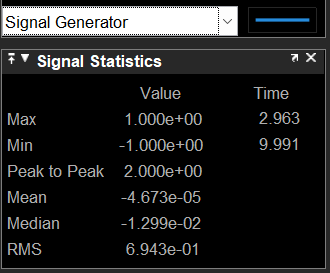 Signal Generator
Signal Statistics
Value Time
Max 1.000e+00 2.963
Min -1.000e+00 9.991
Peak to Peak 2.000e+00
Mean -4.673e-05
Median -1.299e-02
RMS 6.943e-01